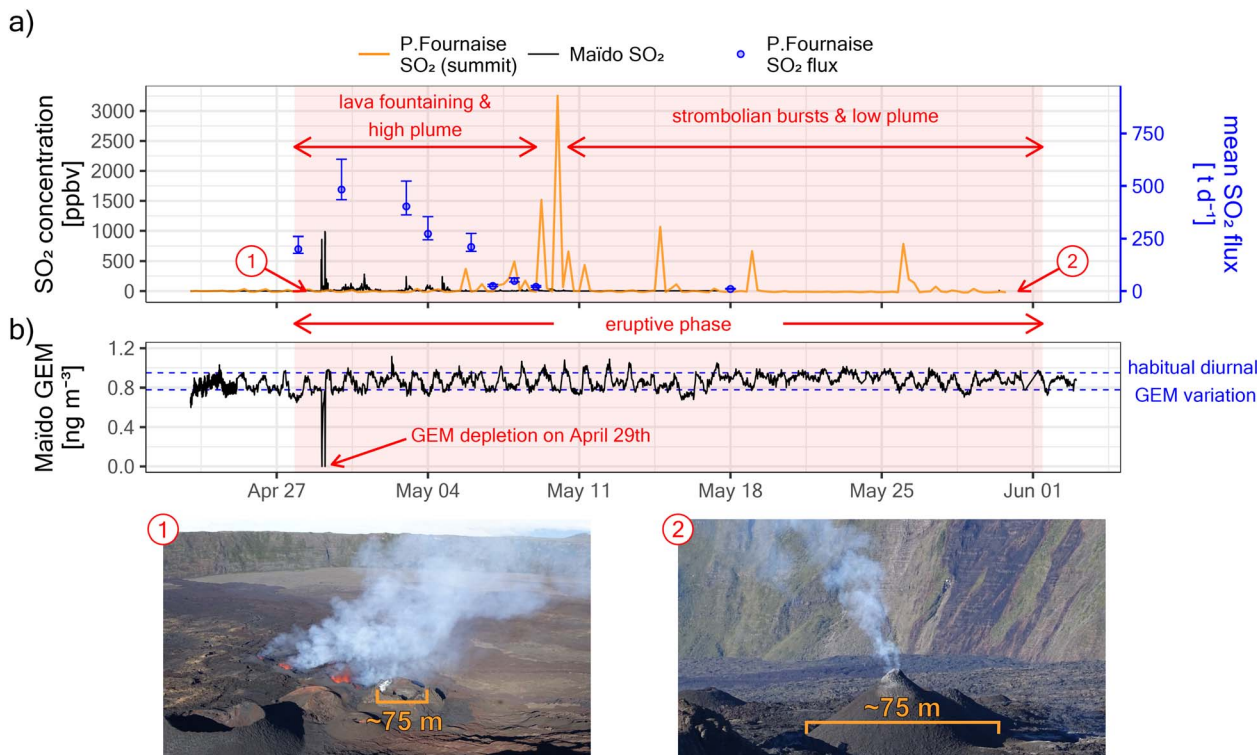 a)
P.Fournaise
SO₂ (summit)
Maïdo SO₂
P.Fournaise
SO₂ flux
SO₂ concentration
[ppbv]
3000
2500
2000
1500
1000
500
0
lava fountaining &
high plume
strombolian bursts & low plume
1
2
750
500
250
0
mean SO₂ flux
[ t d⁻¹]
eruptive phase
b)
Maïdo GEM
[ng m⁻³]
1.2
0.8
0.4
0.0
habitual diurnal
GEM variation
GEM depletion on April 29th
Apr 27
May 04
May 11
May 18
May 25
Jun 01
1
~75 m
2
~75 m